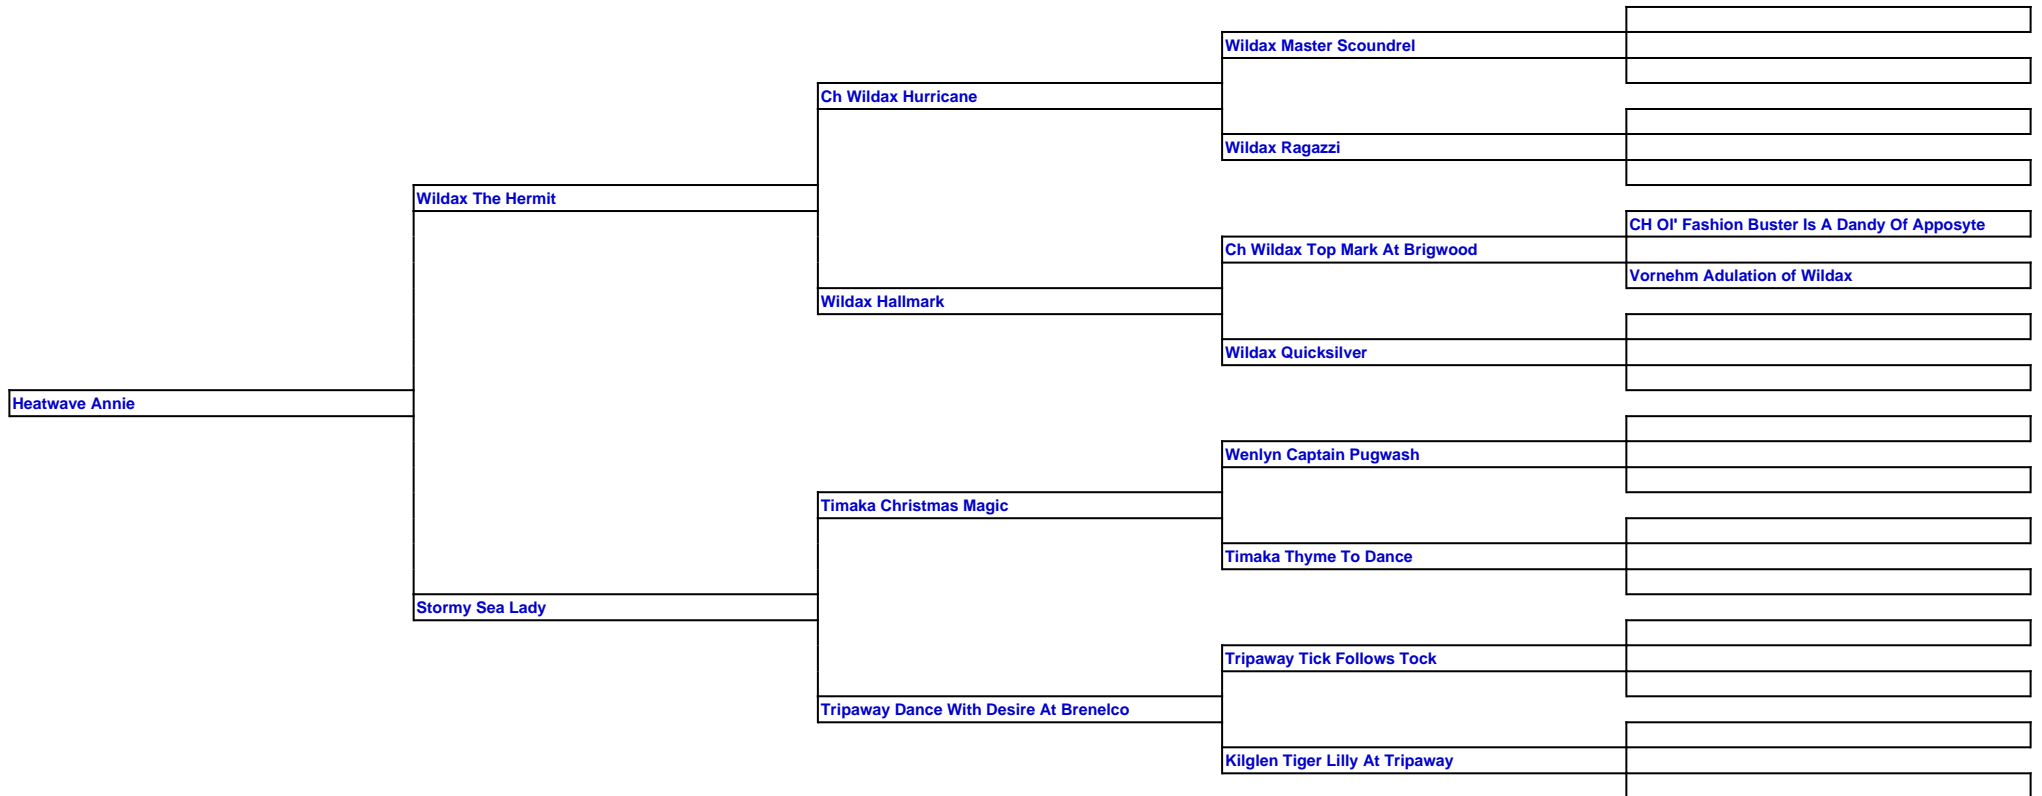 Wildax Master Scoundrel
Ch Wildax Hurricane
Wildax Ragazzi
Wildax The Hermit
CH Ol' Fashion Buster Is A Dandy Of Apposyte
Ch Wildax Top Mark At Brigwood
Vornehm Adulation of Wildax
Wildax Hallmark
Wildax Quicksilver
Heatwave Annie
Wenlyn Captain Pugwash
Timaka Christmas Magic
Timaka Thyme To Dance
Stormy Sea Lady
Tripaway Tick Follows Tock
Tripaway Dance With Desire At Brenelco
Kilglen Tiger Lilly At Tripaway